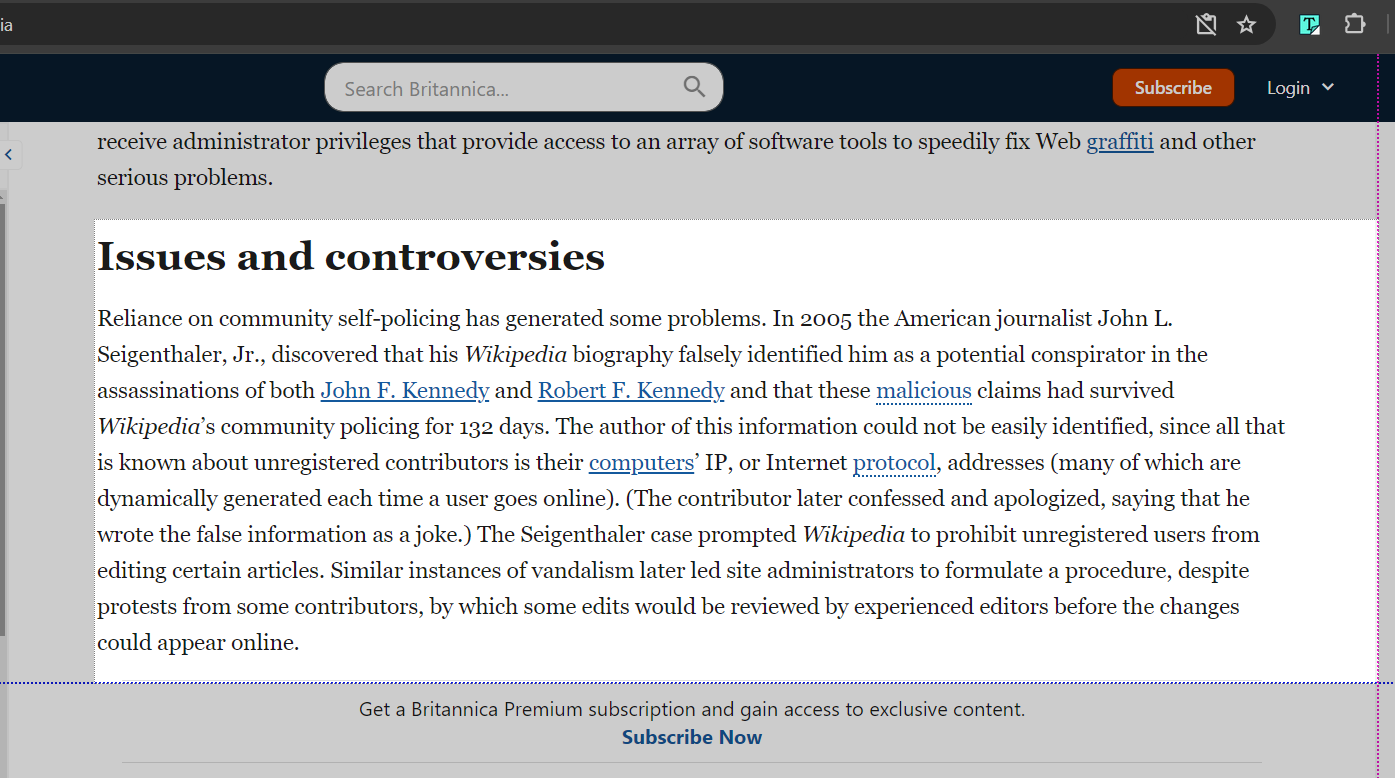 ia
Search Britannica...
Subscribe
Login
receive administrator privileges that provide access to an array of software tools to speedily fix Web graffiti and other
serious problems.
Issues and controversies
Reliance on community self-policing has generated some problems. In 2005 the American journalist John L.
Seigenthaler, Jr., discovered that his Wikipedia biography falsely identified him as a potential conspirator in the
assassinations of both John F. Kennedy and Robert F. Kennedy and that these malicious claims had survived
Wikipedia’s community policing for 132 days. The author of this information could not be easily identified, since all that
is known about unregistered contributors is their computers’ IP, or Internet protocol, addresses (many of which are
dynamically generated each time a user goes online). (The contributor later confessed and apologized, saying that he
wrote the false information as a joke.) The Seigenthaler case prompted Wikipedia to prohibit unregistered users from
editing certain articles. Similar instances of vandalism later led site administrators to formulate a procedure, despite
protests from some contributors, by which some edits would be reviewed by experienced editors before the changes
could appear online.
Get a Britannica Premium subscription and gain access to exclusive content.
Subscribe Now